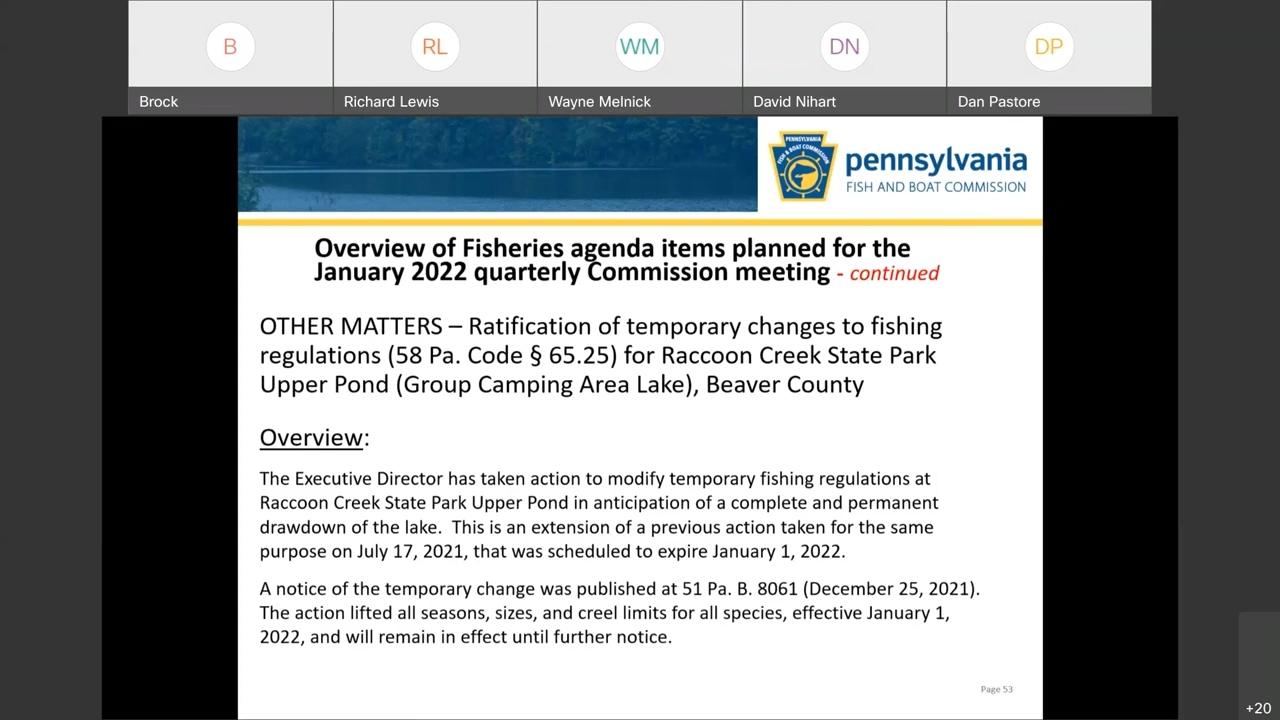 B
RL
WM
DN
DP
Brock
Richard Lewis
Wayne Melnick
David Nihart
Dan Pastore
PENNSYLVANIA
FISH & BOAT COMMISSION
pennsylvania
FISH AND BOAT COMMISSION
Overview of Fisheries agenda items planned for the
January 2022 quarterly Commission meeting - continued
OTHER MATTERS – Ratification of temporary changes to fishing
regulations (58 Pa. Code § 65.25) for Raccoon Creek State Park
Upper Pond (Group Camping Area Lake), Beaver County
Overview:
The Executive Director has taken action to modify temporary fishing regulations at
Raccoon Creek State Park Upper Pond in anticipation of a complete and permanent
drawdown of the lake.  This is an extension of a previous action taken for the same
purpose on July 17, 2021, that was scheduled to expire January 1, 2022.
A notice of the temporary change was published at 51 Pa. B. 8061 (December 25, 2021).
The action lifted all seasons, sizes, and creel limits for all species, effective January 1,
2022, and will remain in effect until further notice.
Page 53
+20